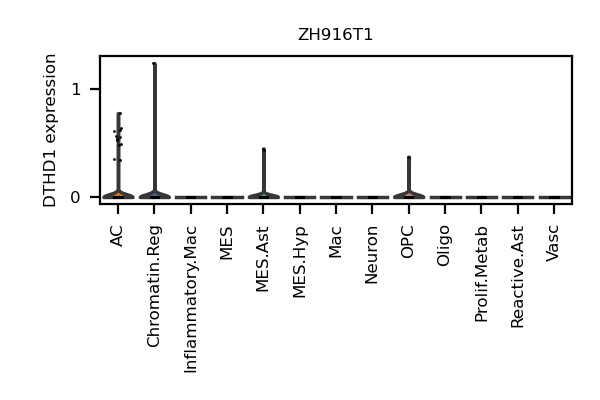 ZH916T1
DTHD1 expression
1
0
AC
Chromatin.Reg
Inflammatory.Mac
MES
MES.Ast
MES.Hyp
Mac
Neuron
OPC
Oligo
Prolif.Metab
Reactive.Ast
Vasc